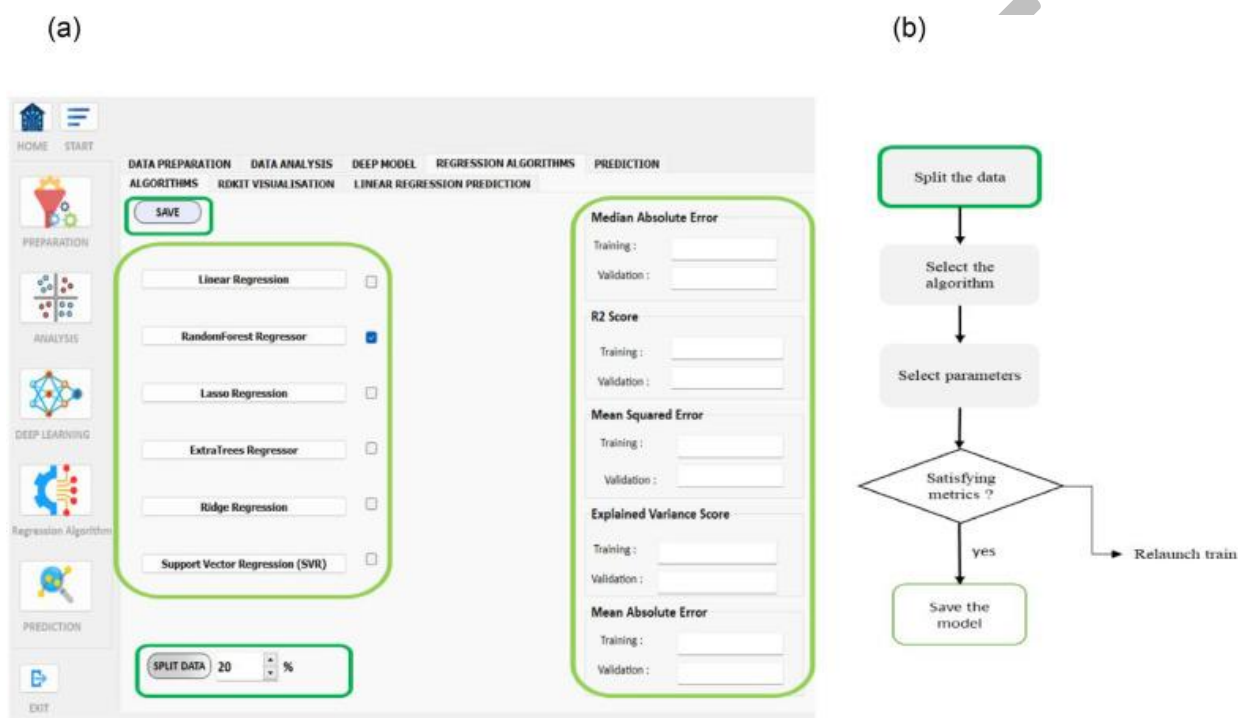 (a)
(b)
HOME START
DATA PREPARATION DATA ANALYSIS DEEP MODEL REGRESSION ALGORITHMS PREDICTION
ALGORITHMS RDKIT VISUALISATION LINEAR REGRESSION PREDICTION
SAVE
PREPARATION
ANALYSIS
DEEP LEARNING
Regression Algorithm
PREDICTION
EXIT
Linear Regression
RandomForest Regressor
Lasso Regression
ExtraTrees Regressor
Ridge Regression
Support Vector Regression (SVR)
SPLIT DATA 20 %
Median Absolute Error
Training :
Validation :
R2 Score
Training :
Validation :
Mean Squared Error
Training :
Validation :
Explained Variance Score
Training :
Validation :
Mean Absolute Error
Training :
Validation :
Split the data
Select the
algorithm
Select parameters
Satisfying
metrics ?
yes
Relaunch train
Save the
model